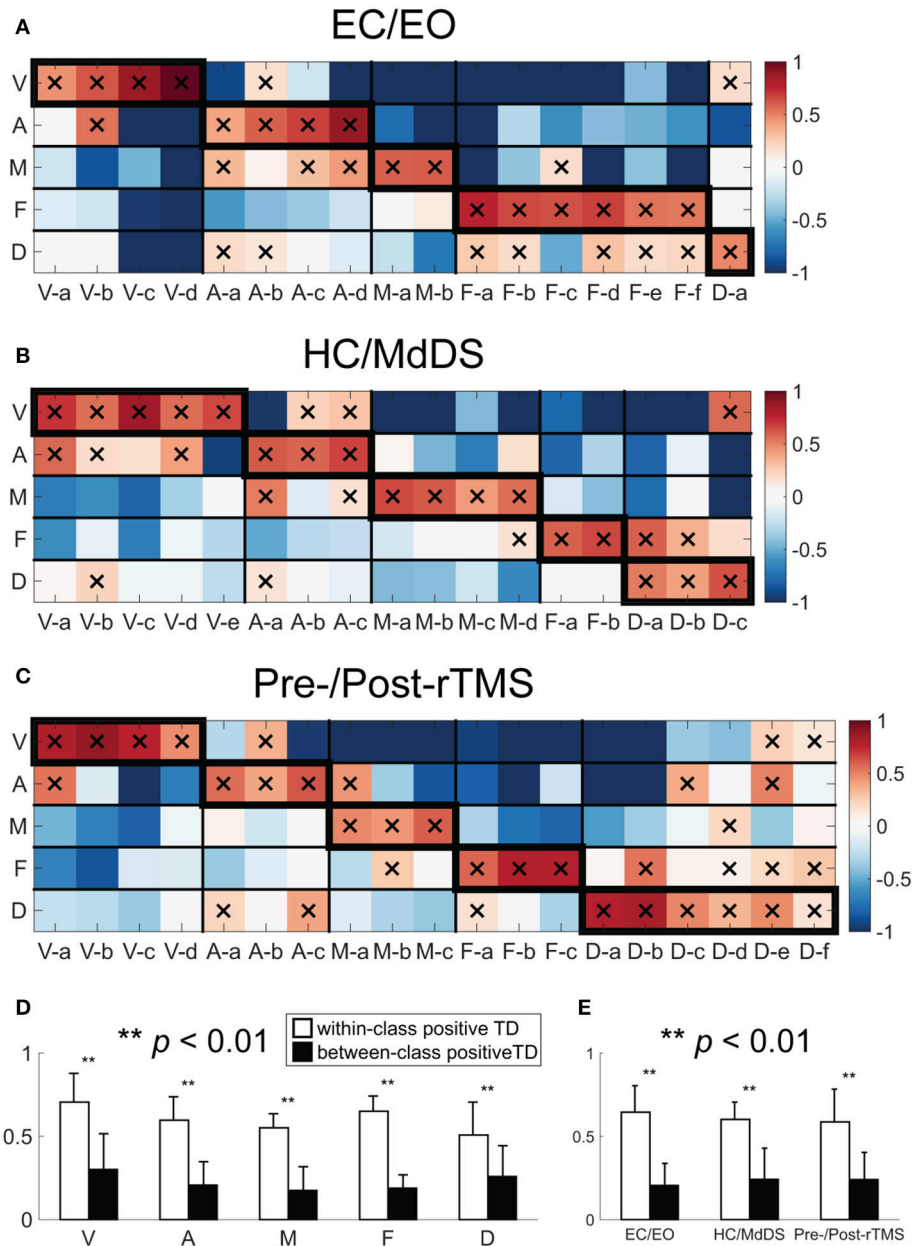 A
EC/EO
V
A
M
F
D
1
0.5
0
-0.5
-1
V-a V-b V-c V-d A-a A-b A-c A-d M-a M-b F-a F-b F-c F-d F-e F-f D-a
B
HC/MdDS
V
A
M
F
D
1
0.5
0
-0.5
-1
V-a V-b V-c V-d V-e A-a A-b A-c M-a M-b M-c M-d F-a F-b D-a D-b D-c
C
Pre-/Post-rTMS
V
A
M
F
D
1
0.5
0
-0.5
-1
V-a V-b V-c V-d A-a A-b A-c M-a M-b M-c F-a F-b F-c D-a D-b D-c D-d D-e D-f
D
** p < 0.01
within-class positive TD
between-class positiveTD
1
0.5
0
** ** ** ** **
V A M F D
E
** p < 0.01
1
0.5
0
** ** **
EC/EO HC/MdDS Pre-/Post-rTMS